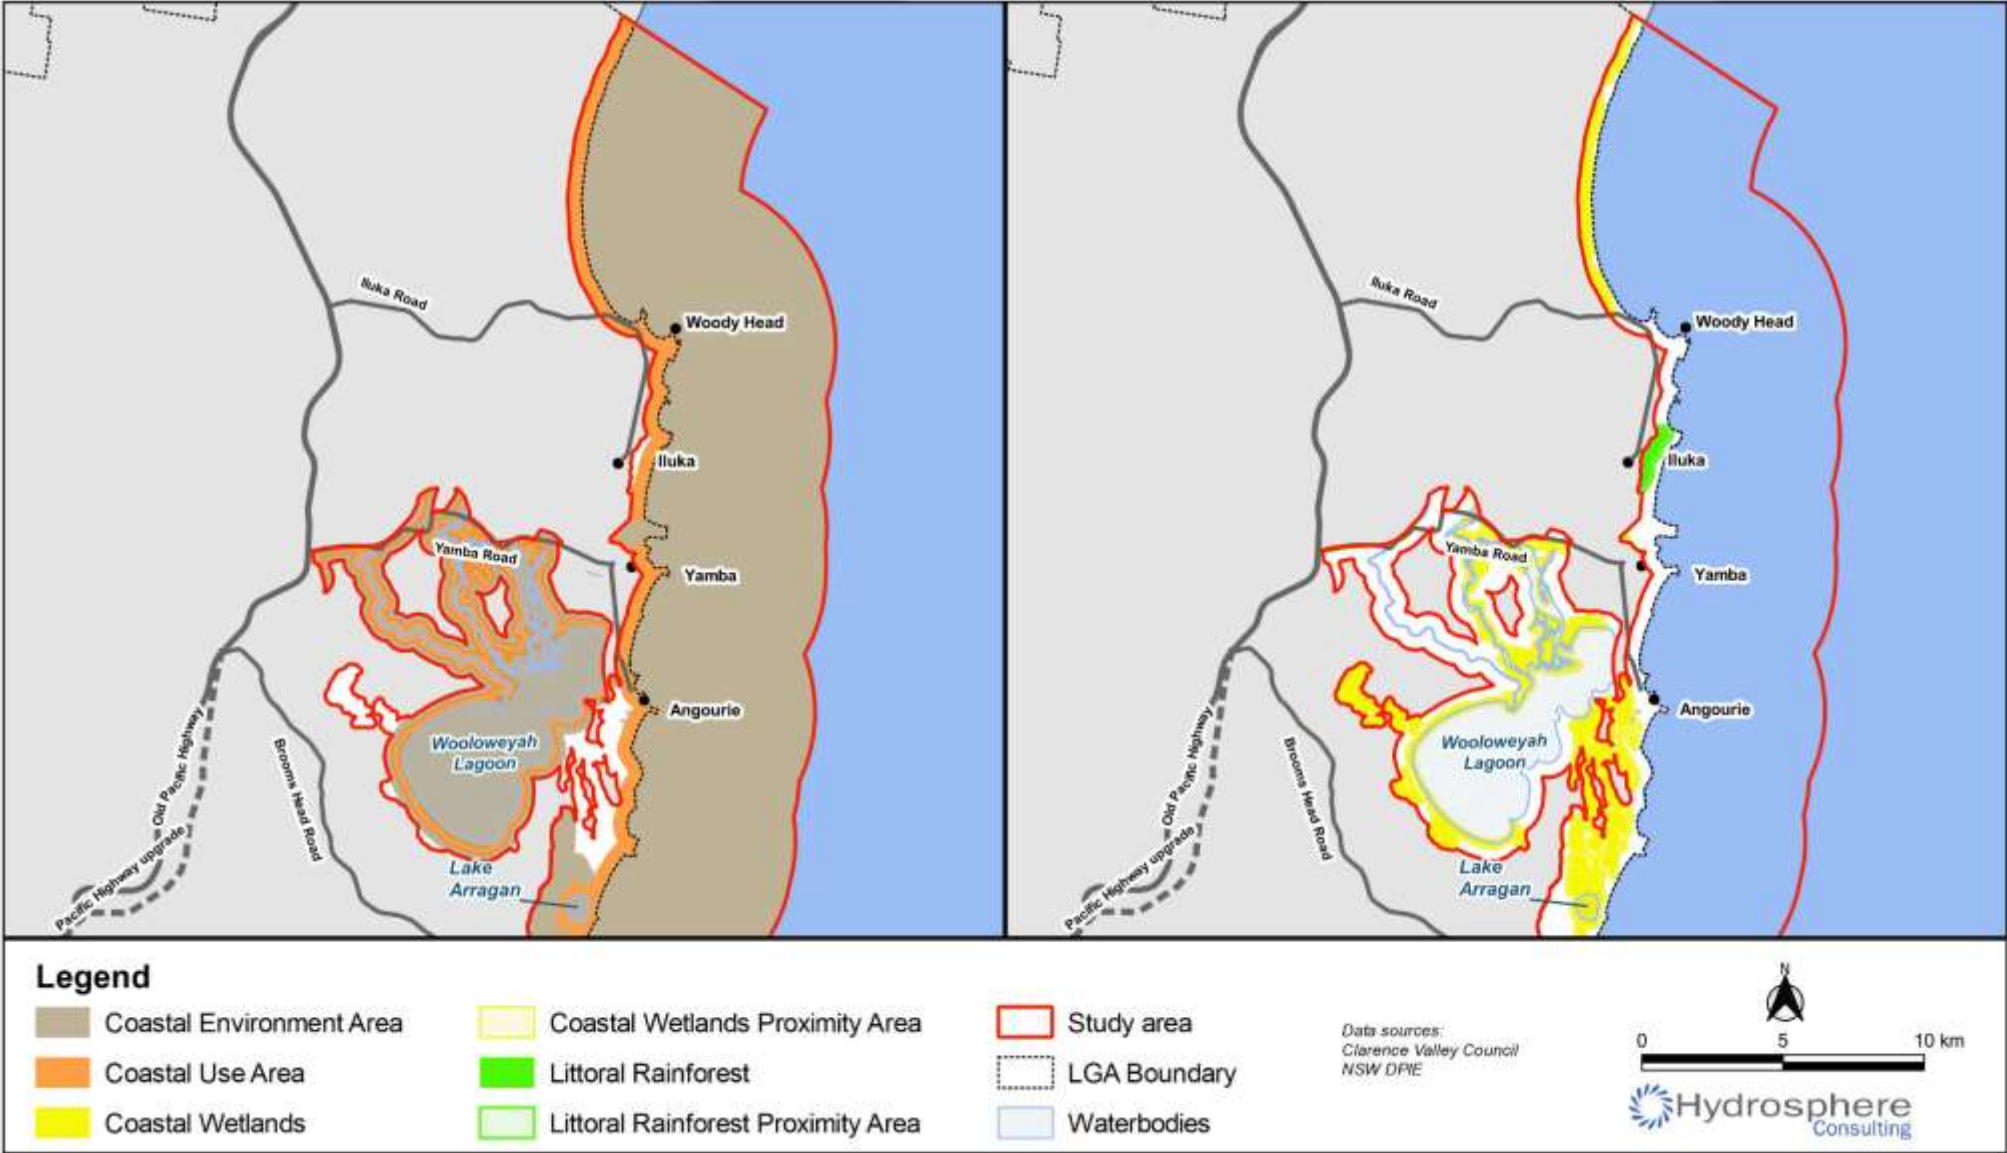 Iluka Road
Woody Head
Iluka
Yamba Road
Yamba
Angourie
Wooloweyah
Lagoon
Old Pacific Highway
Brooms Head Road
Pacific Highway upgrade
Lake
Arragan
Iluka Road
Woody Head
Iluka
Yamba Road
Yamba
Angourie
Wooloweyah
Lagoon
Old Pacific Highway
Brooms Head Road
Pacific Highway upgrade
Lake
Arragan
Legend
Coastal Environment Area
Coastal Use Area
Coastal Wetlands
Coastal Wetlands Proximity Area
Littoral Rainforest
Littoral Rainforest Proximity Area
Study area
LGA Boundary
Waterbodies
Data sources:
Clarence Valley Council
NSW DPIE
N
0 5 10 km
Hydrosphere
Consulting